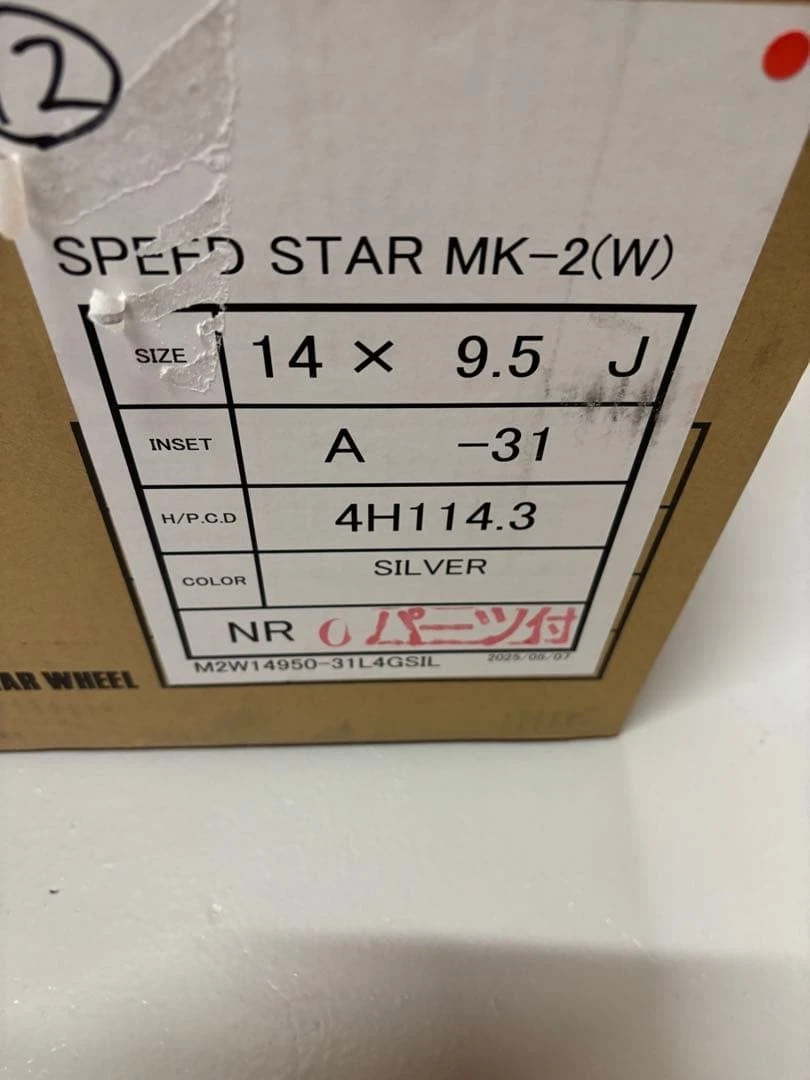 2
SPEED STAR MK-2(W)
SIZE 14 × 9.5 J
INSET A -31
H/P.C.D 4H114.3
COLOR SILVER
NR 0 パーツ付
M2W14950-31L4GSIL 2025/05/07
AR WHEEL